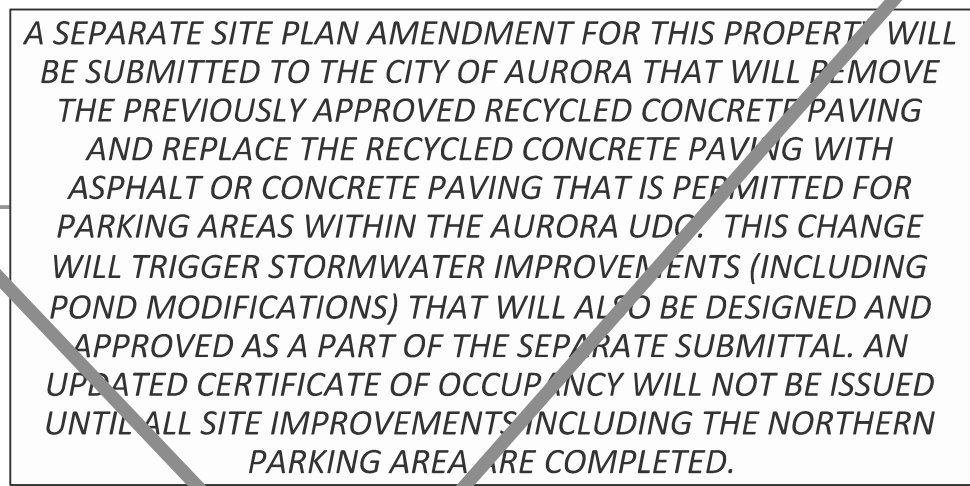 A SEPARATE SITE PLAN AMENDMENT FOR THIS PROPERTY WILL
BE SUBMITTED TO THE CITY OF AURORA THAT WILL REMOVE
THE PREVIOUSLY APPROVED RECYCLED CONCRETE PAVING
AND REPLACE THE RECYCLED CONCRETE PAVING WITH
ASPHALT OR CONCRETE PAVING THAT IS PERMITTED FOR
PARKING AREAS WITHIN THE AURORA UDO.  THIS CHANGE
WILL TRIGGER STORMWATER IMPROVEMENTS (INCLUDING
POND MODIFICATIONS) THAT WILL ALSO BE DESIGNED AND
APPROVED AS A PART OF THE SEPARATE SUBMITTAL. AN
UPDATED CERTIFICATE OF OCCUPANCY WILL NOT BE ISSUED
UNTIL ALL SITE IMPROVEMENTS INCLUDING THE NORTHERN
PARKING AREA ARE COMPLETED.